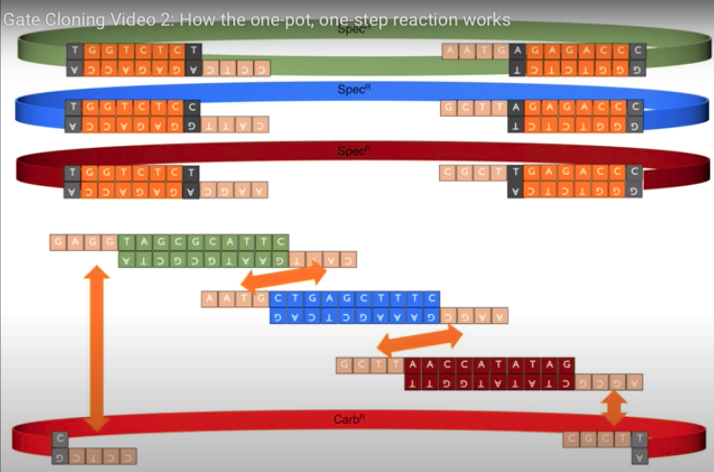 Gate Cloning Video 2: How the one-pot, one-step reaction works
Spec^R
T G G T C T C T A A T G A G A G A C C C
A C C A G A G A C T C C T C T C T G G G
Spec^R
T G G T C T C C G C T T A G A G A C C C
A C C A G A G G T T A C T C T C T G G G
Spec^R
T G G T C T C T C G C T T G A G A C C C
A C C A G A G A C G A A A C T C T G G G
G A G G T A G C G C A T T C
A T C G C G T A A G T T A C
A A T G C T G A G C T T T C
G A C T C G A A A G C G A A
G C T T A A C C A T A T A G
T T G G T A T A T C G C G A
Carb^R
C C G C T T
G C T C C A